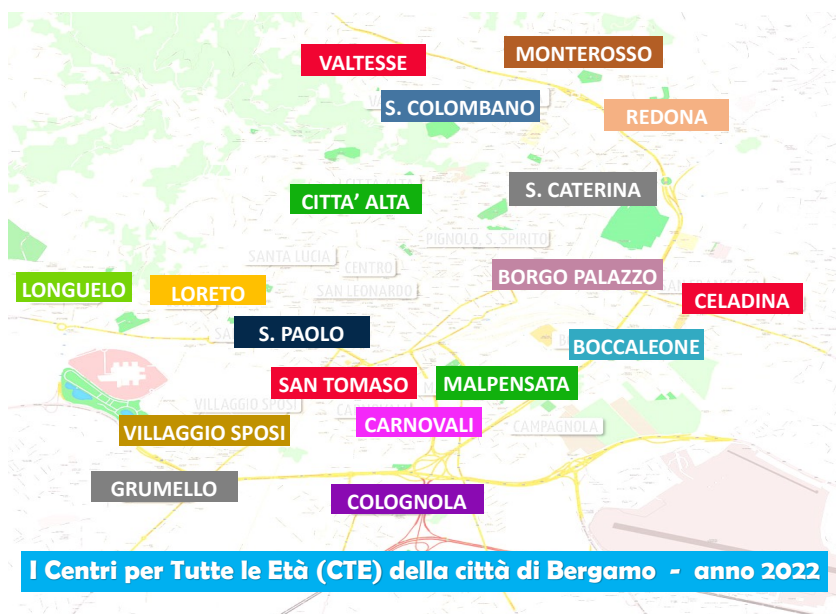 MONTEROSSO
VALTESSE
S. COLOMBANO
REDONA
S. CATERINA
CITTA' ALTA
PIGNOLO, S. SPIRITO
SANTA LUCIA
CENTRO
BORGO PALAZZO
LONGUELO
LORETO
SAN LEONARDO
CELADINA
S. PAOLO
BOCCALEONE
SAN TOMASO
MALPENSATA
VILLAGGIO SPOSI
CARNOVALI
CAMPAGNOLA
VILLAGGIO SPOSI
GRUMELLO
COLOGNOLA
I Centri per Tutte le Età (CTE) della città di Bergamo - anno 2022